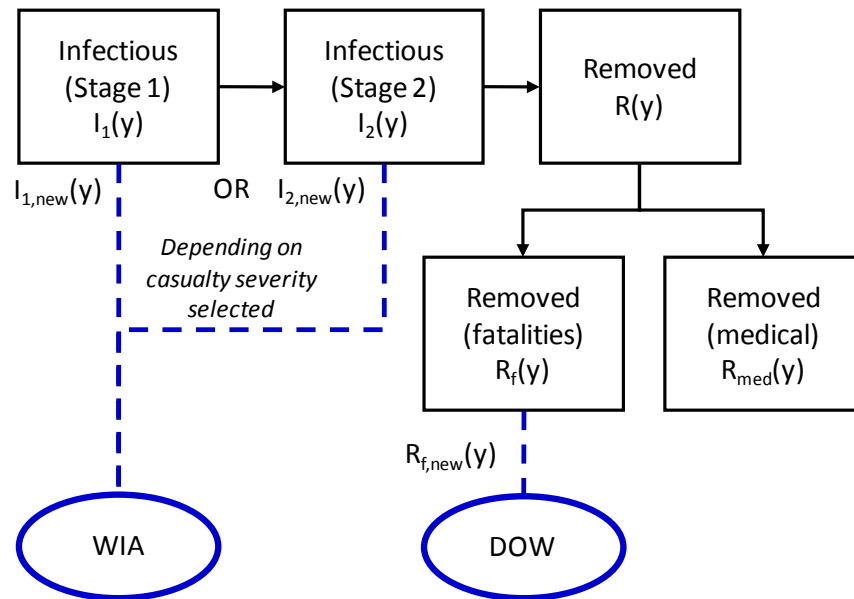 Infectious
(Stage 1)
I₁(y)
Infectious
(Stage 2)
I₂(y)
Removed
R(y)
I₁,new(y)
OR
I₂,new(y)
Depending on
casualty severity
selected
Removed
(fatalities)
Rf(y)
Removed
(medical)
Rmed(y)
Rf,new(y)
WIA
DOW